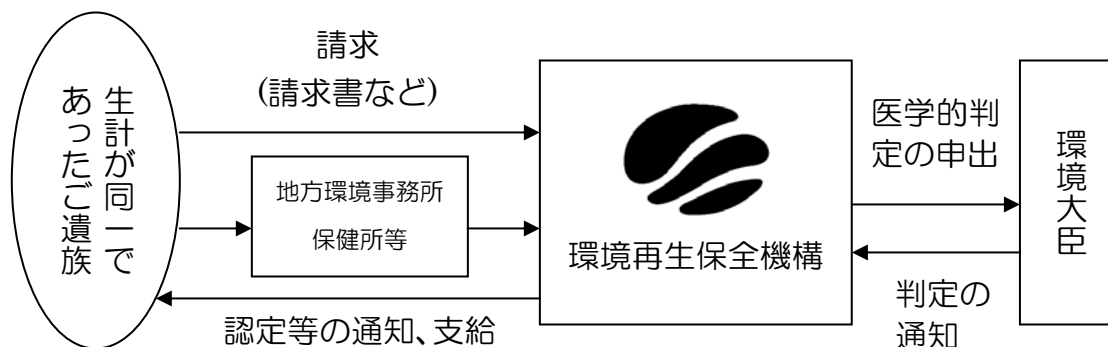 生計が同一で
あったご遺族
請求
(請求書など)
地方環境事務所
保健所等
認定等の通知、支給
環境再生保全機構
医学的判
定の申出
判定の
通知
環境大臣